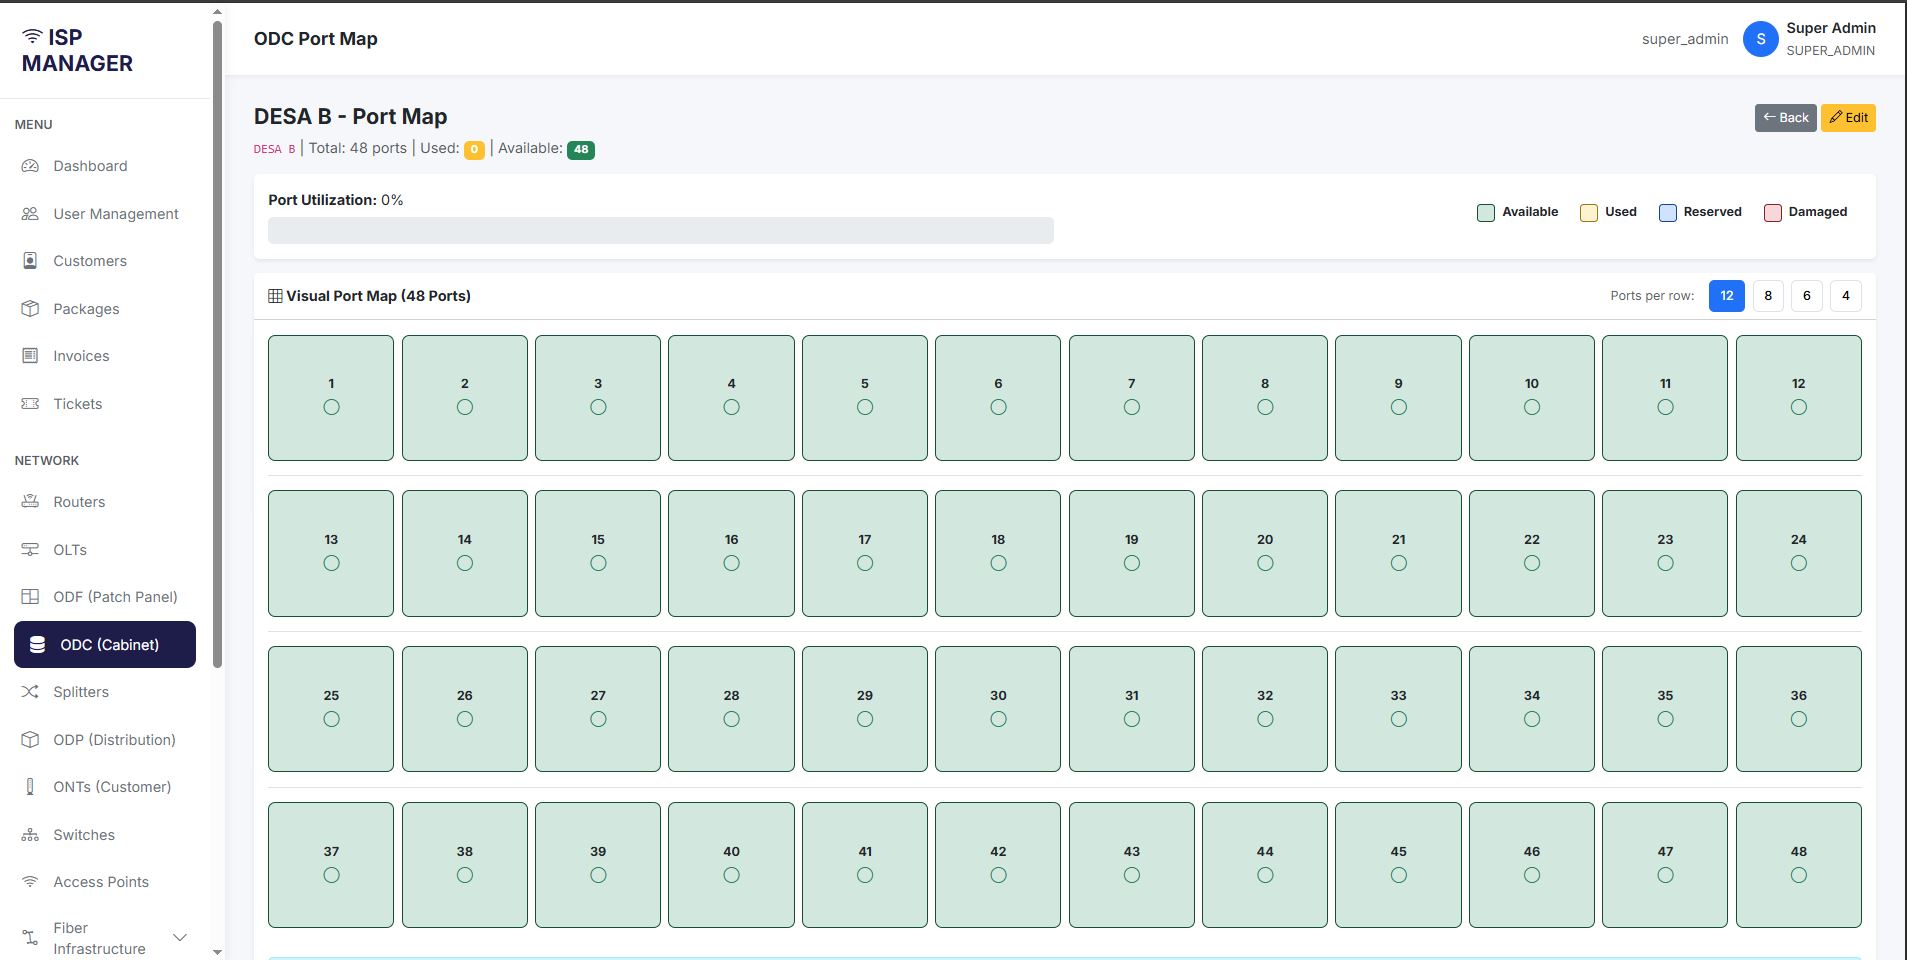 ISP
MANAGER
MENU
Dashboard
User Management
Customers
Packages
Invoices
Tickets
NETWORK
Routers
OLTs
ODF (Patch Panel)
ODC (Cabinet)
Splitters
ODP (Distribution)
ONTs (Customer)
Switches
Access Points
Fiber
Infrastructure
ODC Port Map
super_admin
S
Super Admin
SUPER_ADMIN
DESA B - Port Map
Back
Edit
DESA B | Total: 48 ports | Used: 0 | Available: 48
Port Utilization: 0%
Available
Used
Reserved
Damaged
Visual Port Map (48 Ports)
Ports per row: 12 8 6 4
1 2 3 4 5 6 7 8 9 10 11 12
13 14 15 16 17 18 19 20 21 22 23 24
25 26 27 28 29 30 31 32 33 34 35 36
37 38 39 40 41 42 43 44 45 46 47 48